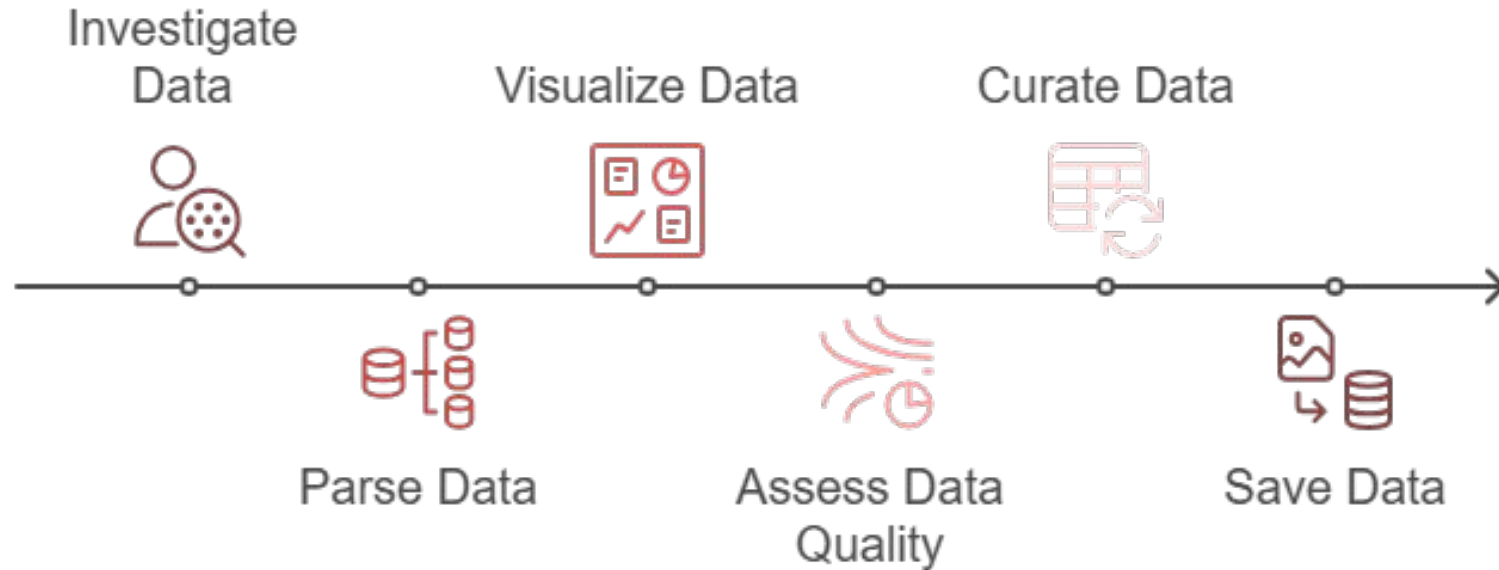 Investigate
Data
Parse Data
Visualize Data
Assess Data
Quality
Curate Data
Save Data